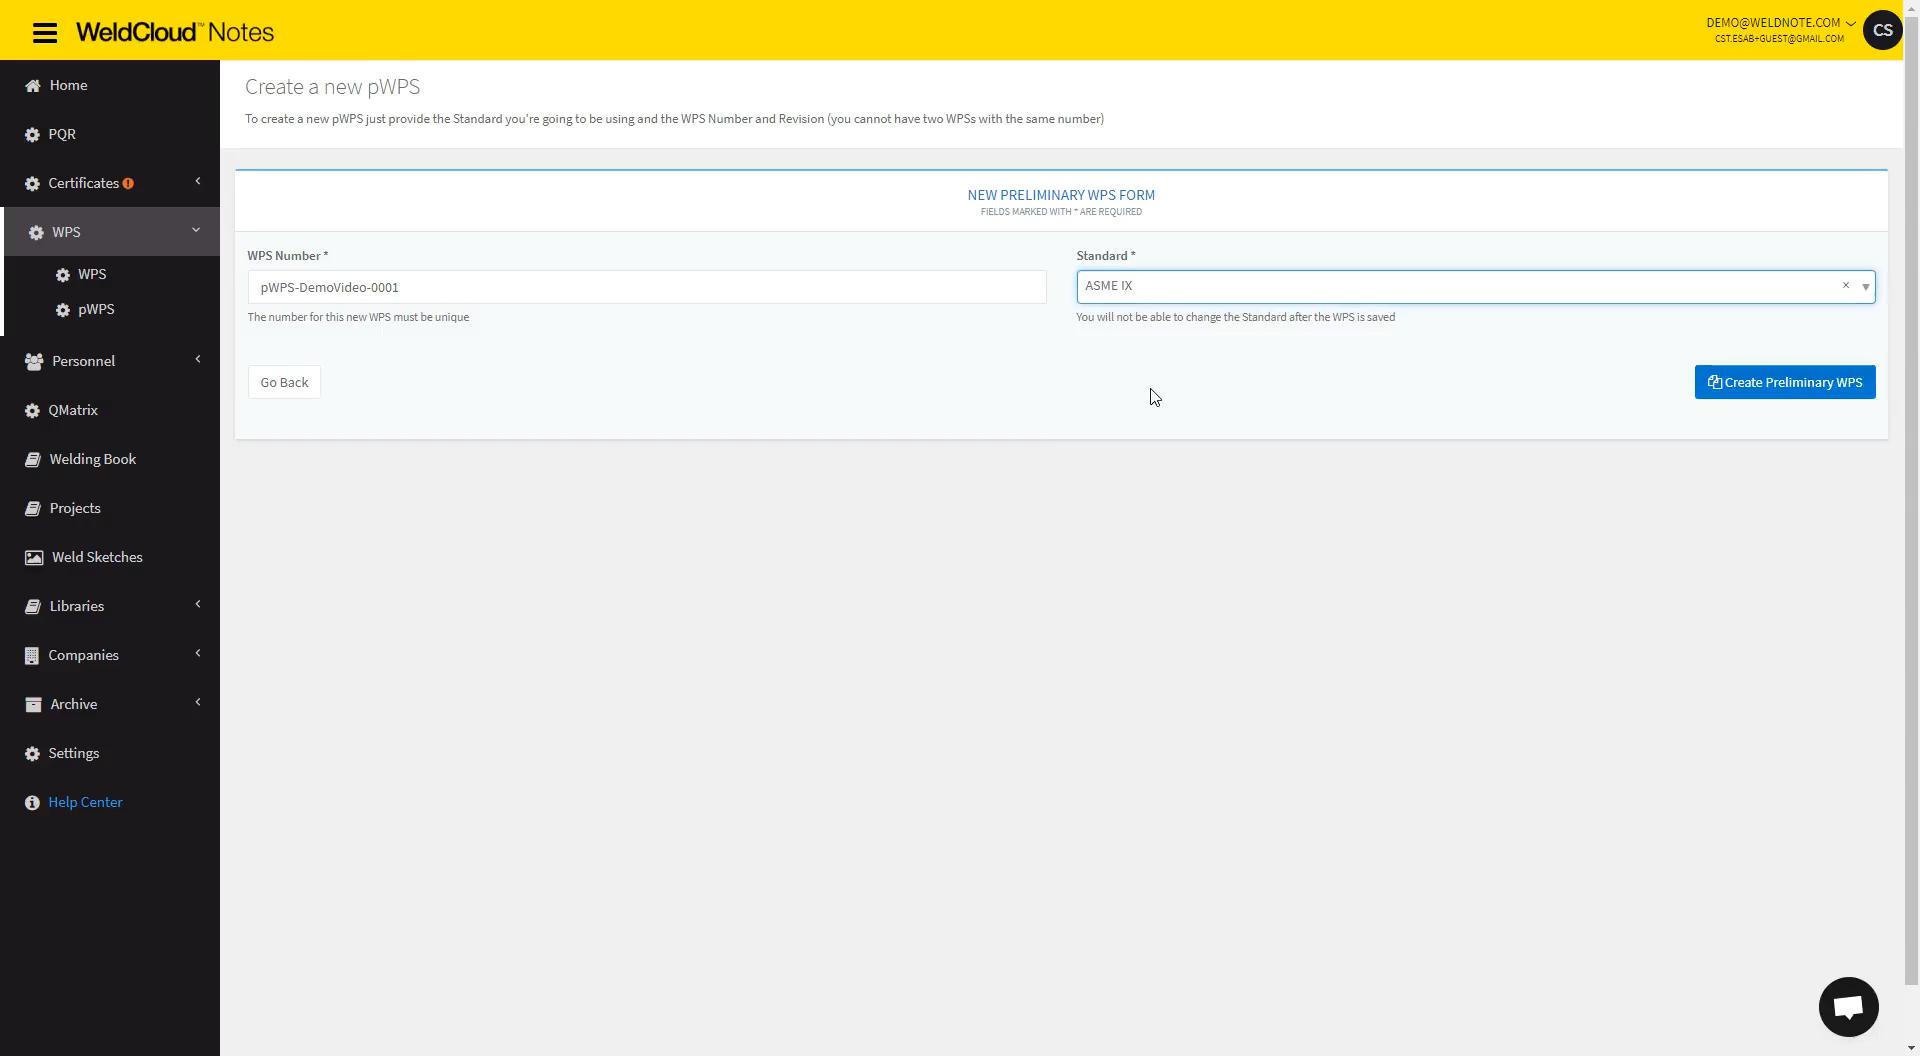 WeldCloud™ Notes
DEMO@WELDNOTE.COM
CST.ESAB+GUEST@GMAIL.COM
CS
Home
PQR
Certificates
WPS
WPS
pWPS
Personnel
QMatrix
Welding Book
Projects
Weld Sketches
Libraries
Companies
Archive
Settings
Help Center
Create a new pWPS
To create a new pWPS just provide the Standard you're going to be using and the WPS Number and Revision (you cannot have two WPSs with the same number)
NEW PRELIMINARY WPS FORM
FIELDS MARKED WITH * ARE REQUIRED
WPS Number *
pWPS-DemoVideo-0001
The number for this new WPS must be unique
Standard *
ASME IX
You will not be able to change the Standard after the WPS is saved
Go Back
Create Preliminary WPS